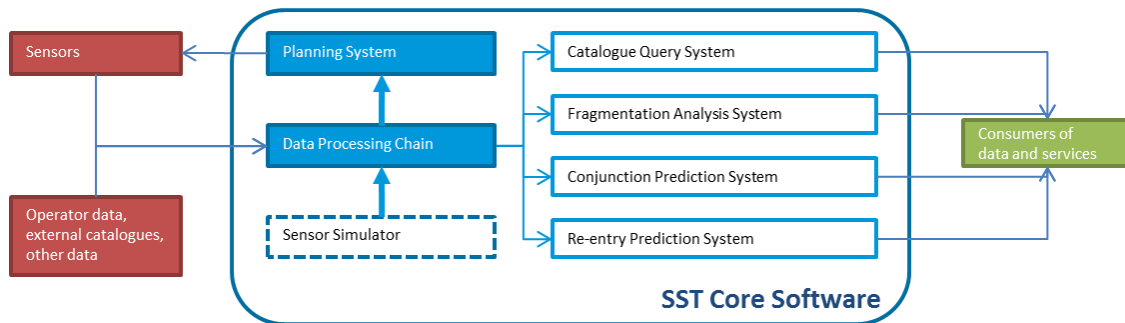 Sensors
Planning System
Catalogue Query System
Fragmentation Analysis System
Data Processing Chain
Consumers of
data and services
Conjunction Prediction System
Operator data,
external catalogues,
other data
Sensor Simulator
Re-entry Prediction System
SST Core Software